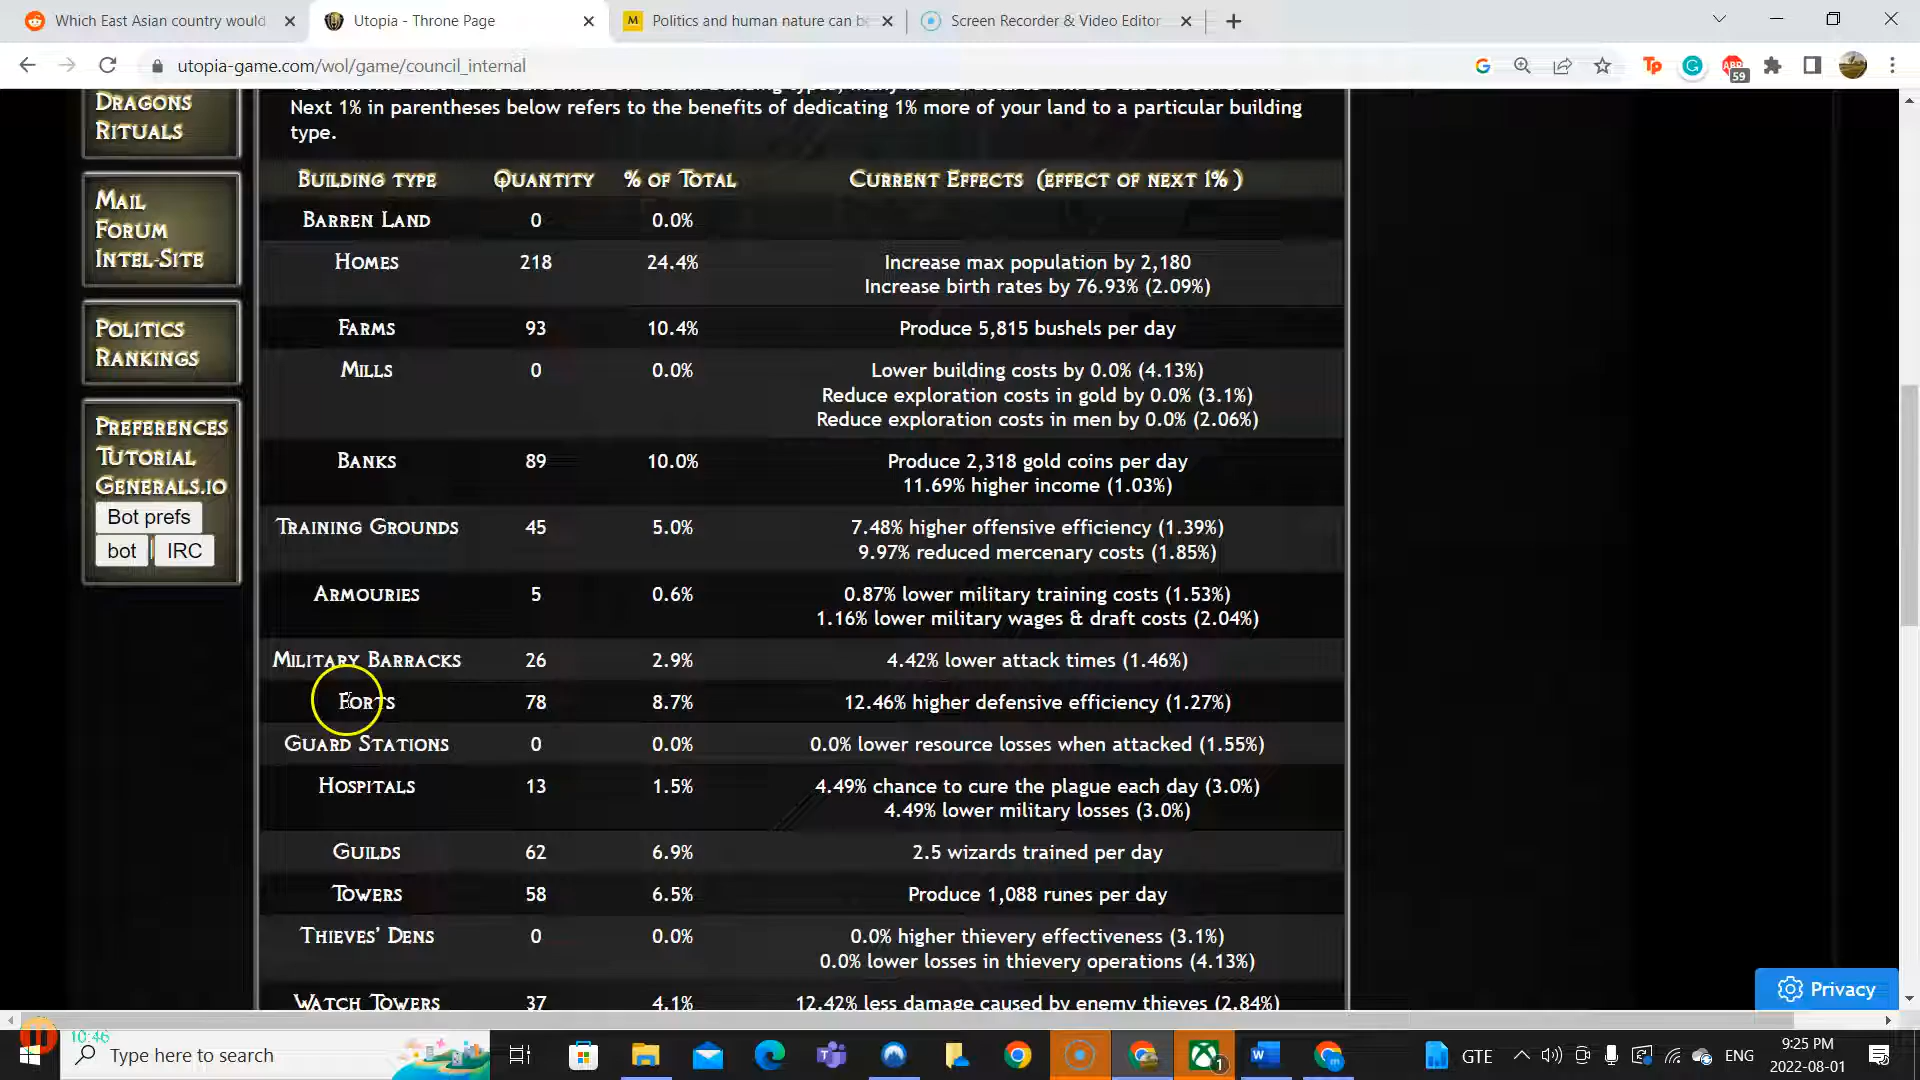 Which East Asian country would
Utopia - Throne Page
Politics and human nature can b
Screen Recorder & Video Editor
utopia-game.com/wol/game/council_internal
59
Dragons
Rituals
Mail
Forum
Intel-Site
Politics
Rankings
Preferences
Tutorial
Generals.io
Bot prefs
bot
IRC
Next 1% in parentheses below refers to the benefits of dedicating 1% more of your land to a particular building
type.
Building type Quantity % of Total Current Effects (effect of next 1% )
Barren Land 0 0.0%
Homes 218 24.4% Increase max population by 2,180
Increase birth rates by 76.93% (2.09%)
Farms 93 10.4% Produce 5,815 bushels per day
Mills 0 0.0% Lower building costs by 0.0% (4.13%)
Reduce exploration costs in gold by 0.0% (3.1%)
Reduce exploration costs in men by 0.0% (2.06%)
Banks 89 10.0% Produce 2,318 gold coins per day
11.69% higher income (1.03%)
Training Grounds 45 5.0% 7.48% higher offensive efficiency (1.39%)
9.97% reduced mercenary costs (1.85%)
Armouries 5 0.6% 0.87% lower military training costs (1.53%)
1.16% lower military wages & draft costs (2.04%)
Military Barracks 26 2.9% 4.42% lower attack times (1.46%)
Forts 78 8.7% 12.46% higher defensive efficiency (1.27%)
Guard Stations 0 0.0% 0.0% lower resource losses when attacked (1.55%)
Hospitals 13 1.5% 4.49% chance to cure the plague each day (3.0%)
4.49% lower military losses (3.0%)
Guilds 62 6.9% 2.5 wizards trained per day
Towers 58 6.5% Produce 1,088 runes per day
Thieves' Dens 0 0.0% 0.0% higher thievery effectiveness (3.1%)
0.0% lower losses in thievery operations (4.13%)
Watch Towers 37 4.1% 12.42% less damage caused by enemy thieves (2.84%)
Privacy
10:46
Type here to search
1
GTE
ENG
9:25 PM
2022-08-01